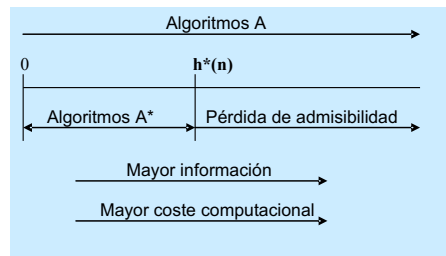 Algoritmos A
0 h*(n)
Algoritmos A* Pérdida de admisibilidad
Mayor información
Mayor coste computacional